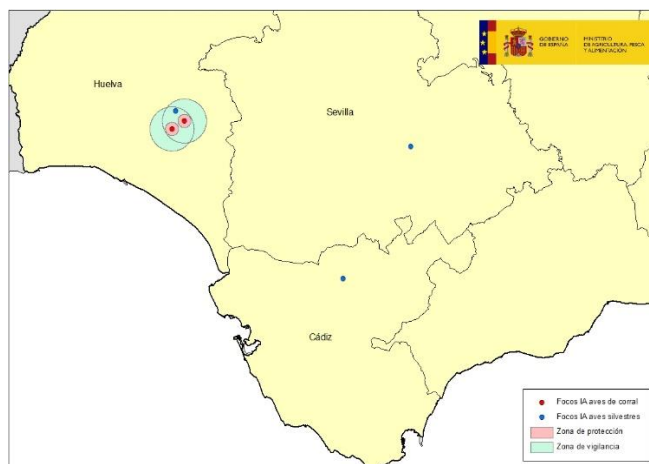 GOBIERNO
DE ESPAÑA
MINISTERIO
DE AGRICULTURA, PESCA
Y ALIMENTACIÓN
Huelva
Sevilla
Cádiz
Focos IA aves de corral
Focos IA aves silvestres
Zona de protección
Zona de vigilancia